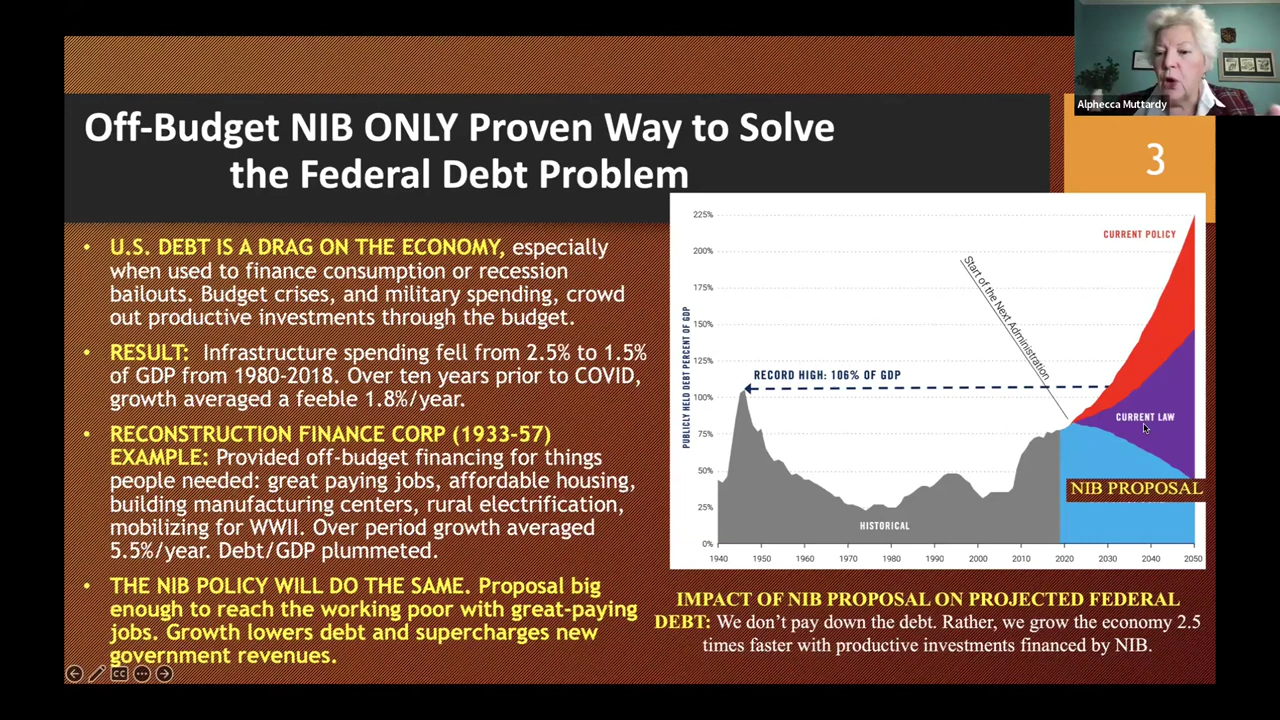 Alphecca Muttardy
Off-Budget NIB ONLY Proven Way to Solve
the Federal Debt Problem
3
• U.S. DEBT IS A DRAG ON THE ECONOMY, especially
when used to finance consumption or recession
bailouts. Budget crises, and military spending, crowd
out productive investments through the budget.
• RESULT: Infrastructure spending fell from 2.5% to 1.5%
of GDP from 1980-2018. Over ten years prior to COVID,
growth averaged a feeble 1.8%/year.
• RECONSTRUCTION FINANCE CORP (1933-57)
EXAMPLE: Provided off-budget financing for things
people needed: great paying jobs, affordable housing,
building manufacturing centers, rural electrification,
mobilizing for WWII. Over period growth averaged
5.5%/year. Debt/GDP plummeted.
• THE NIB POLICY WILL DO THE SAME. Proposal big
enough to reach the working poor with great-paying
jobs. Growth lowers debt and supercharges new
government revenues.
CC
PUBLICLY HELD DEBT PERCENT OF GDP
225%
200%
175%
150%
125%
100%
75%
50%
25%
0%
CURRENT POLICY
Start of the Next Administration
RECORD HIGH: 106% OF GDP
CURRENT LAW
NIB PROPOSAL
HISTORICAL
1940 1950 1960 1970 1980 1990 2000 2010 2020 2030 2040 2050
IMPACT OF NIB PROPOSAL ON PROJECTED FEDERAL
DEBT: We don't pay down the debt. Rather, we grow the economy 2.5
times faster with productive investments financed by NIB.